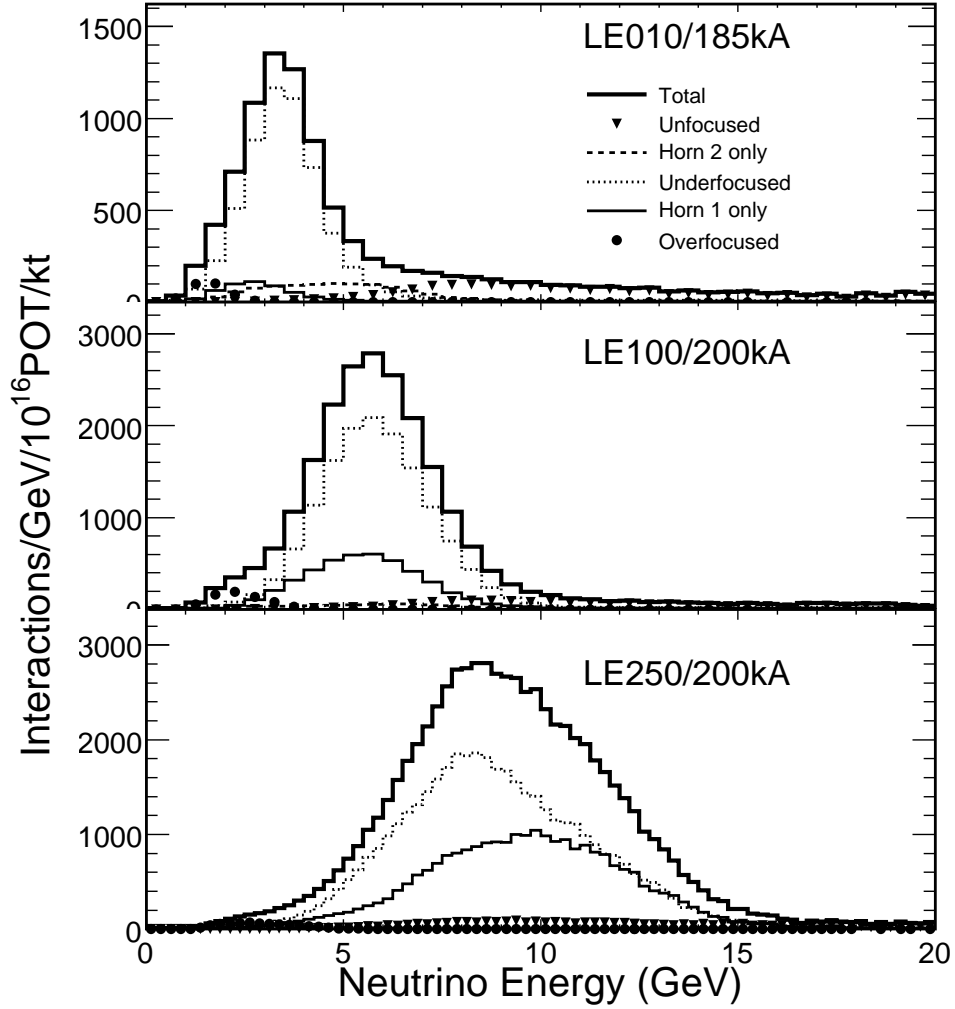 LE010/185kA
Total
Unfocused
Horn 2 only
Underfocused
Horn 1 only
Overfocused
1500
1000
500
0
LE100/200kA
3000
2000
1000
0
LE250/200kA
3000
2000
1000
0
0 5 10 15 20
Neutrino Energy (GeV)
Interactions/GeV/10¹⁶POT/kt